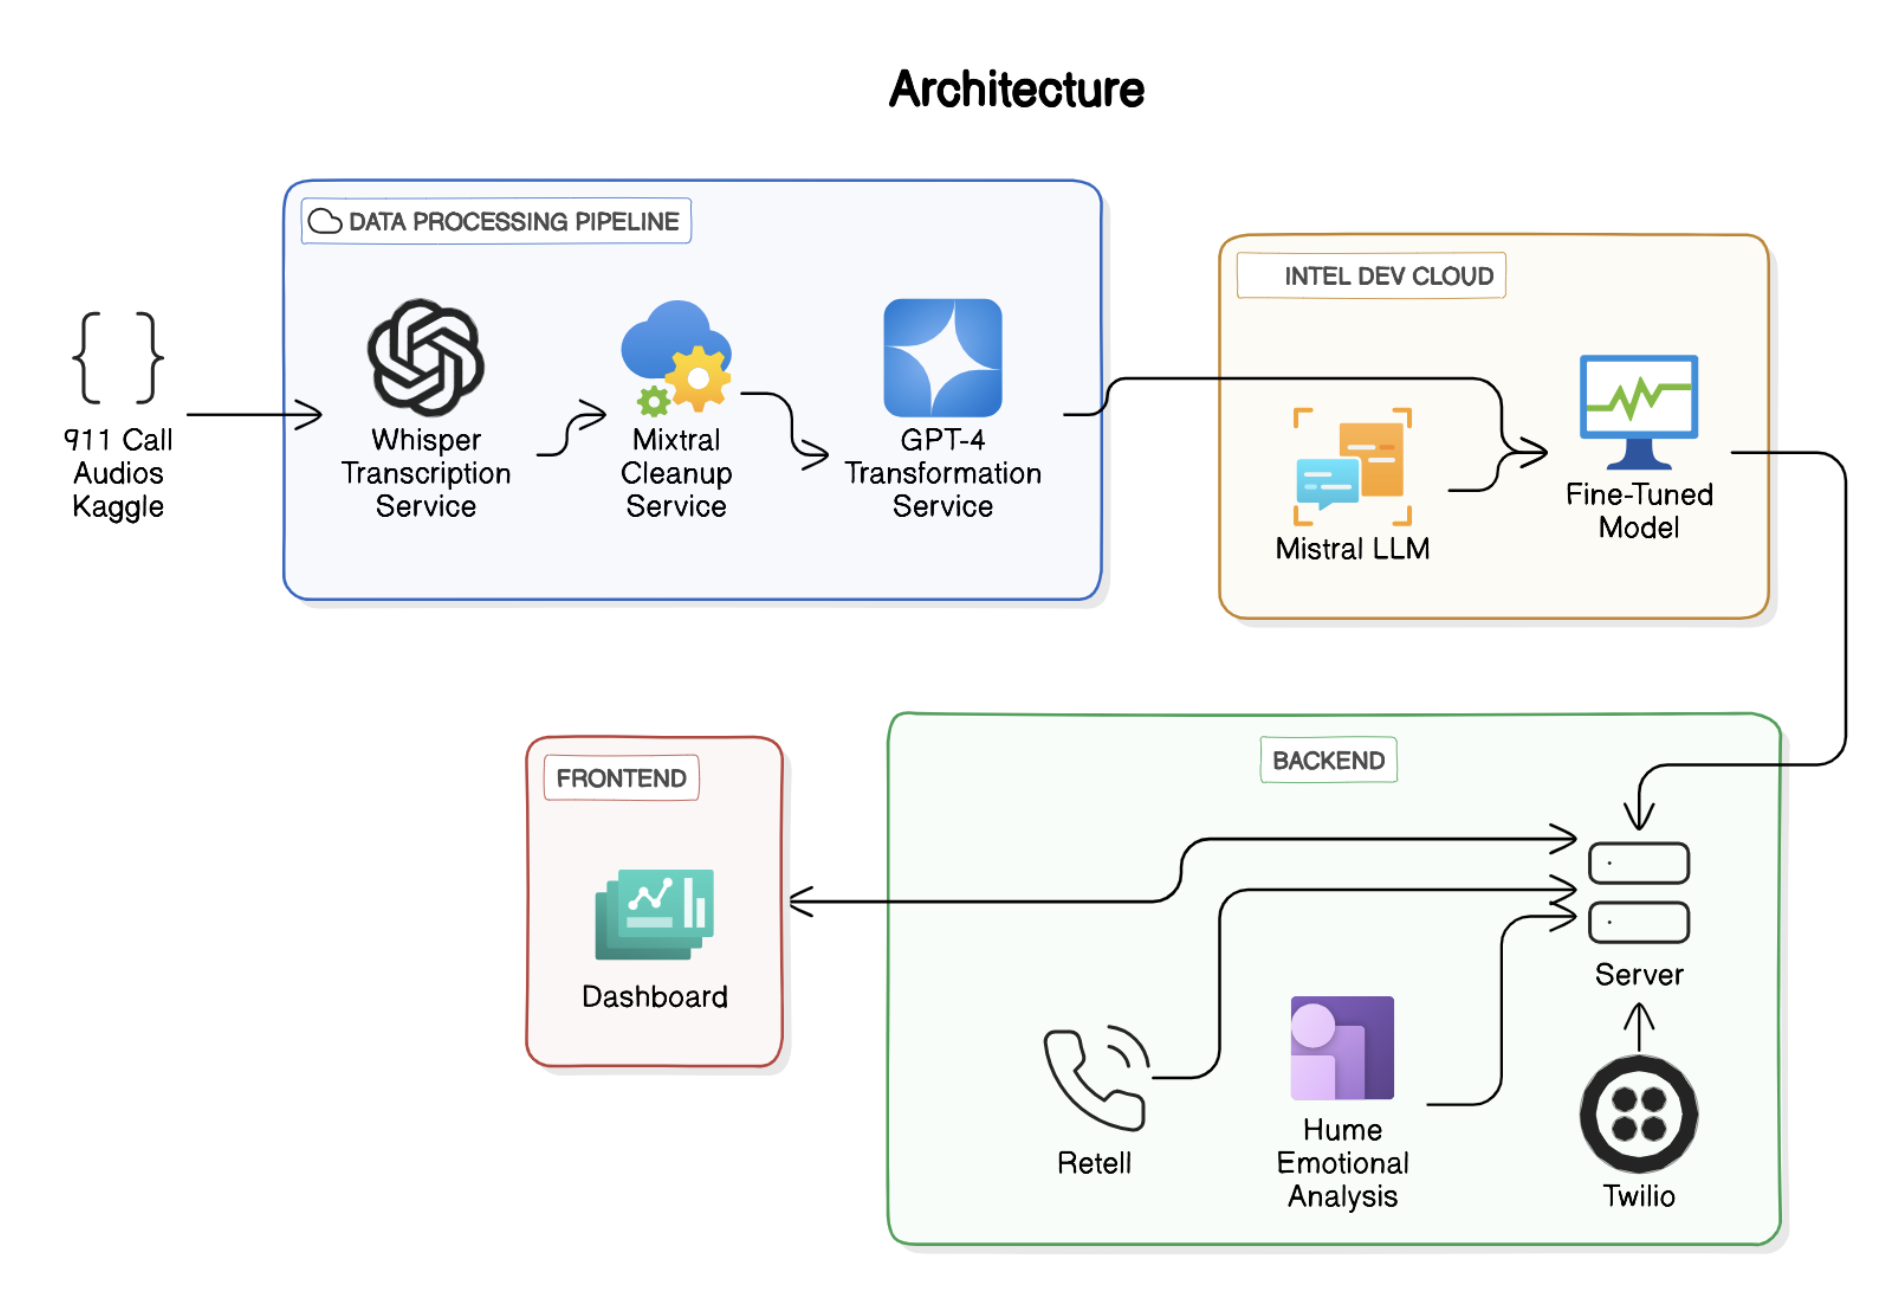 Architecture
DATA PROCESSING PIPELINE
911 Call
Audios
Kaggle
Whisper
Transcription
Service
Mixtral
Cleanup
Service
GPT-4
Transformation
Service
INTEL DEV CLOUD
Mistral LLM
Fine-Tuned
Model
FRONTEND
Dashboard
BACKEND
Server
Retell
Hume
Emotional
Analysis
Twilio